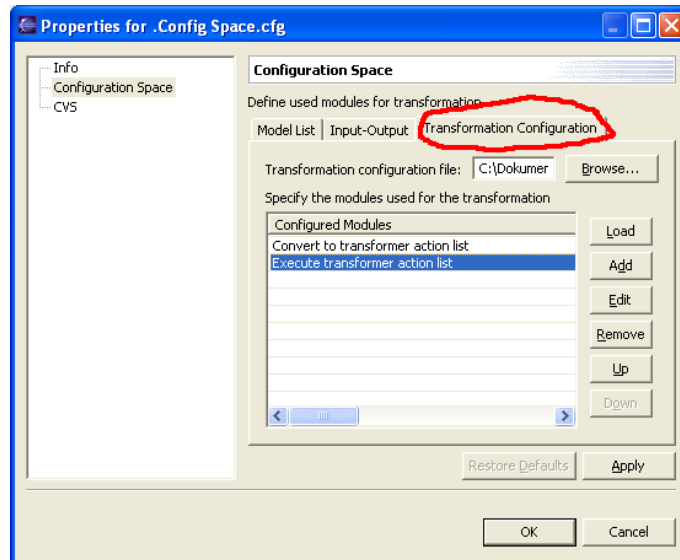 Properties for .Config Space.cfg
Info
Configuration Space
CVS
Configuration Space
Define used modules for transformation
Model List Input-Output Transformation Configuration
Transformation configuration file: C:\Dokumer Browse...
Specify the modules used for the transformation
Configured Modules
Convert to transformer action list
Execute transformer action list
Load
Add
Edit
Remove
Up
Down
Restore Defaults Apply
OK Cancel